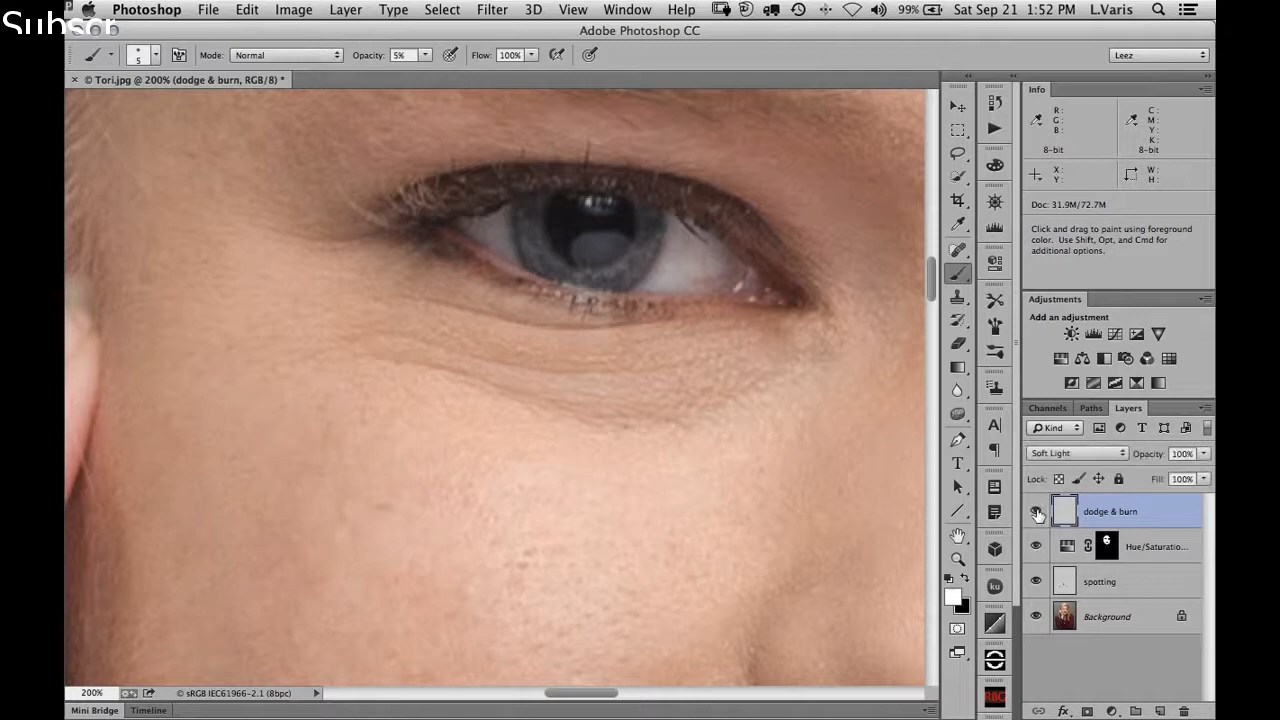 Subscr
Photoshop File Edit Image Layer Type Select Filter 3D View Window Help 99% Sat Sep 21 1:52 PM L.Varis
Adobe Photoshop CC
5 Mode: Normal Opacity: 5% Flow: 100% Leez
× © Tori.jpg @ 200% (dodge & burn, RGB/8) *
Info
R: C:
G: M:
B: Y:
K:
8-bit 8-bit
X: W:
Y: H:
Doc: 31.9M/72.7M
Click and drag to paint using foreground
color. Use Shift, Opt, and Cmd for
additional options.
Adjustments
Add an adjustment
Channels Paths Layers
Kind
Soft Light Opacity: 100%
Lock: Fill: 100%
dodge & burn
Hue/Saturatio...
spotting
Background
ku
RBG
200% © sRGB IEC61966-2.1 (8bpc)
Mini Bridge Timeline